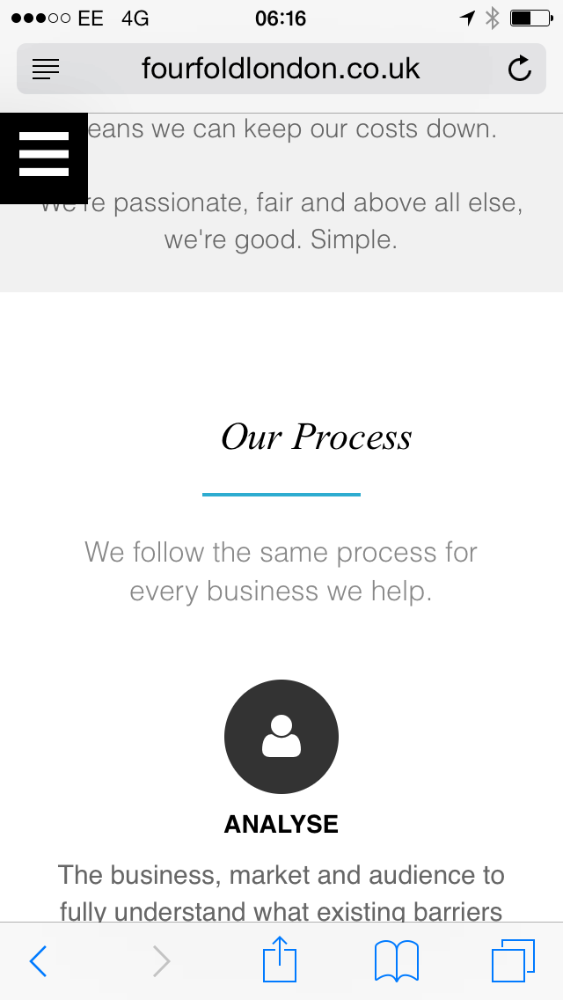 EE 4G 06:16
fourfoldlondon.co.uk
eans we can keep our costs down.
We're passionate, fair and above all else,
we're good. Simple.
Our Process
We follow the same process for
every business we help.
ANALYSE
The business, market and audience to
fully understand what existing barriers